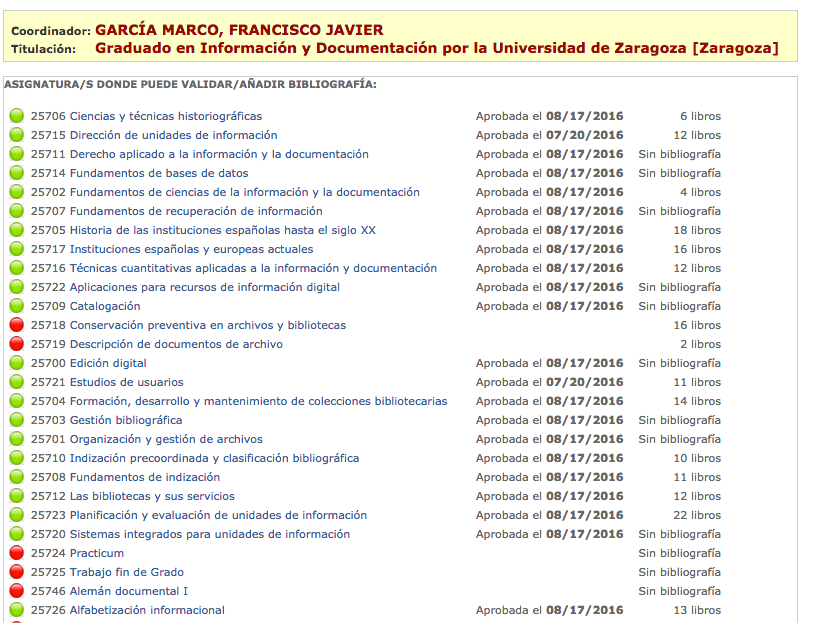 Coordinador: GARCÍA MARCO, FRANCISCO JAVIER
Titulación: Graduado en Información y Documentación por la Universidad de Zaragoza [Zaragoza]
ASIGNATURA/S DONDE PUEDE VALIDAR/AÑADIR BIBLIOGRAFÍA:
25706 Ciencias y técnicas historiográficas Aprobada el 08/17/2016 6 libros
25715 Dirección de unidades de información Aprobada el 07/20/2016 12 libros
25711 Derecho aplicado a la información y la documentación Aprobada el 08/17/2016 Sin bibliografía
25714 Fundamentos de bases de datos Aprobada el 08/17/2016 Sin bibliografía
25702 Fundamentos de ciencias de la información y la documentación Aprobada el 08/17/2016 4 libros
25707 Fundamentos de recuperación de información Aprobada el 08/17/2016 Sin bibliografía
25705 Historia de las instituciones españolas hasta el siglo XX Aprobada el 08/17/2016 18 libros
25717 Instituciones españolas y europeas actuales Aprobada el 08/17/2016 16 libros
25716 Técnicas cuantitativas aplicadas a la información y documentación Aprobada el 08/17/2016 12 libros
25722 Aplicaciones para recursos de información digital Aprobada el 08/17/2016 Sin bibliografía
25709 Catalogación Aprobada el 08/17/2016 Sin bibliografía
25718 Conservación preventiva en archivos y bibliotecas 16 libros
25719 Descripción de documentos de archivo 2 libros
25700 Edición digital Aprobada el 08/17/2016 Sin bibliografía
25721 Estudios de usuarios Aprobada el 07/20/2016 11 libros
25704 Formación, desarrollo y mantenimiento de colecciones bibliotecarias Aprobada el 08/17/2016 14 libros
25703 Gestión bibliográfica Aprobada el 08/17/2016 Sin bibliografía
25701 Organización y gestión de archivos Aprobada el 08/17/2016 Sin bibliografía
25710 Indización precoordinada y clasificación bibliográfica Aprobada el 08/17/2016 10 libros
25708 Fundamentos de indización Aprobada el 08/17/2016 11 libros
25712 Las bibliotecas y sus servicios Aprobada el 08/17/2016 12 libros
25723 Planificación y evaluación de unidades de información Aprobada el 08/17/2016 22 libros
25720 Sistemas integrados para unidades de información Aprobada el 08/17/2016 Sin bibliografía
25724 Practicum Sin bibliografía
25725 Trabajo fin de Grado Sin bibliografía
25746 Alemán documental I Sin bibliografía
25726 Alfabetización informacional Aprobada el 08/17/2016 13 libros